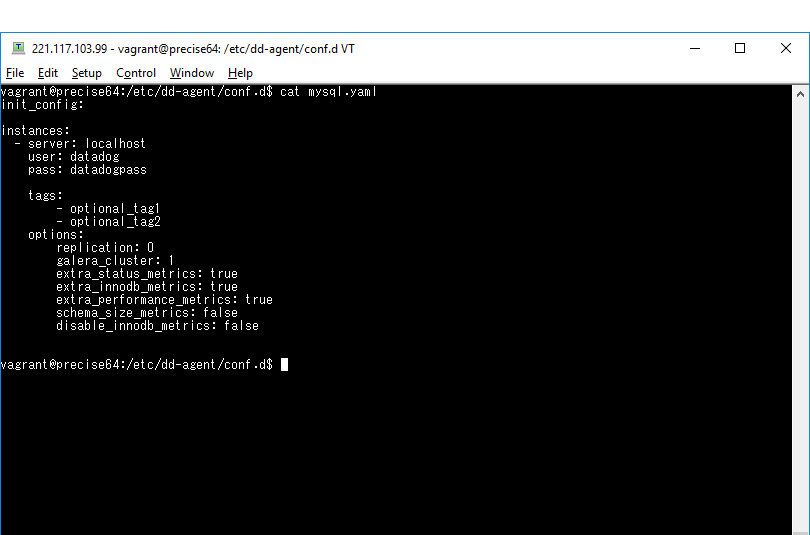 221.117.103.99 - vagrant@precise64: /etc/dd-agent/conf.d VT
File Edit Setup Control Window Help
vagrant@precise64:/etc/dd-agent/conf.d$ cat mysql.yaml
init_config:
instances:
- server: localhost
user: datadog
pass: datadogpass
tags:
- optional_tag1
- optional_tag2
options:
replication: 0
galera_cluster: 1
extra_status_metrics: true
extra_innodb_metrics: true
extra_performance_metrics: true
schema_size_metrics: false
disable_innodb_metrics: false
vagrant@precise64:/etc/dd-agent/conf.d$